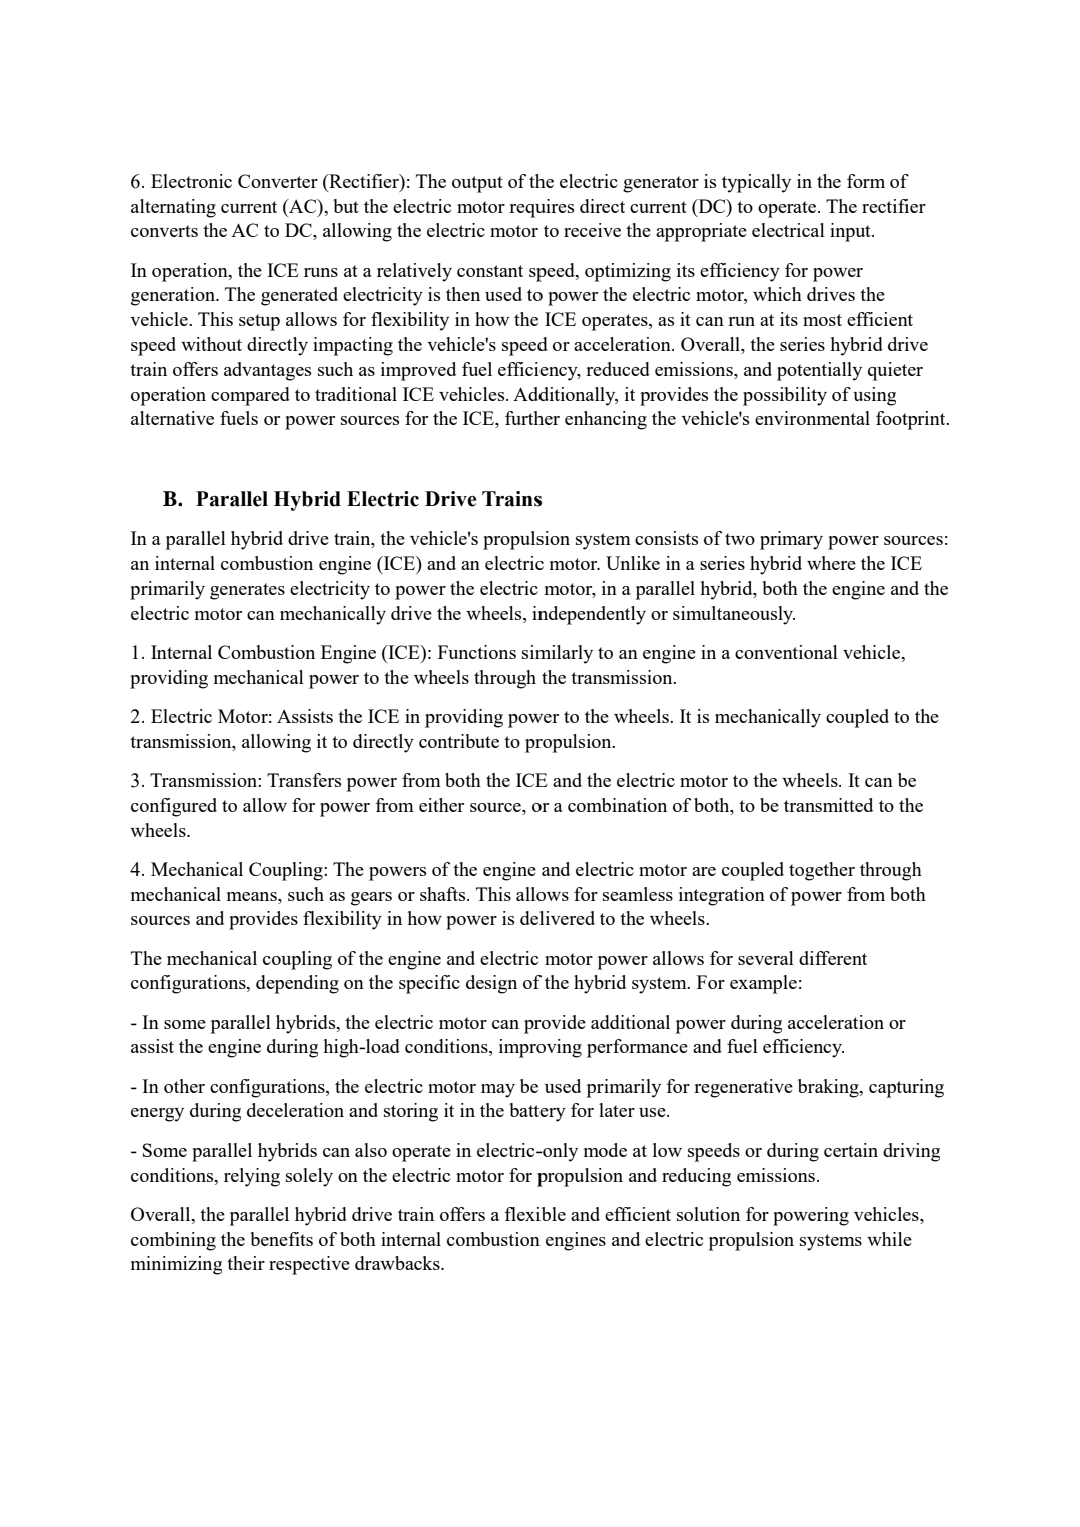 6. Electronic Converter (Rectifier): The output of the electric generator is typically in the form of
alternating current (AC), but the electric motor requires direct current (DC) to operate. The rectifier
converts the AC to DC, allowing the electric motor to receive the appropriate electrical input.
In operation, the ICE runs at a relatively constant speed, optimizing its efficiency for power
generation. The generated electricity is then used to power the electric motor, which drives the
vehicle. This setup allows for flexibility in how the ICE operates, as it can run at its most efficient
speed without directly impacting the vehicle's speed or acceleration. Overall, the series hybrid drive
train offers advantages such as improved fuel efficiency, reduced emissions, and potentially quieter
operation compared to traditional ICE vehicles. Additionally, it provides the possibility of using
alternative fuels or power sources for the ICE, further enhancing the vehicle's environmental footprint.
B. Parallel Hybrid Electric Drive Trains
In a parallel hybrid drive train, the vehicle's propulsion system consists of two primary power sources:
an internal combustion engine (ICE) and an electric motor. Unlike in a series hybrid where the ICE
primarily generates electricity to power the electric motor, in a parallel hybrid, both the engine and the
electric motor can mechanically drive the wheels, independently or simultaneously.
1. Internal Combustion Engine (ICE): Functions similarly to an engine in a conventional vehicle,
providing mechanical power to the wheels through the transmission.
2. Electric Motor: Assists the ICE in providing power to the wheels. It is mechanically coupled to the
transmission, allowing it to directly contribute to propulsion.
3. Transmission: Transfers power from both the ICE and the electric motor to the wheels. It can be
configured to allow for power from either source, or a combination of both, to be transmitted to the
wheels.
4. Mechanical Coupling: The powers of the engine and electric motor are coupled together through
mechanical means, such as gears or shafts. This allows for seamless integration of power from both
sources and provides flexibility in how power is delivered to the wheels.
The mechanical coupling of the engine and electric motor power allows for several different
configurations, depending on the specific design of the hybrid system. For example:
- In some parallel hybrids, the electric motor can provide additional power during acceleration or
assist the engine during high-load conditions, improving performance and fuel efficiency.
- In other configurations, the electric motor may be used primarily for regenerative braking, capturing
energy during deceleration and storing it in the battery for later use.
- Some parallel hybrids can also operate in electric-only mode at low speeds or during certain driving
conditions, relying solely on the electric motor for propulsion and reducing emissions.
Overall, the parallel hybrid drive train offers a flexible and efficient solution for powering vehicles,
combining the benefits of both internal combustion engines and electric propulsion systems while
minimizing their respective drawbacks.